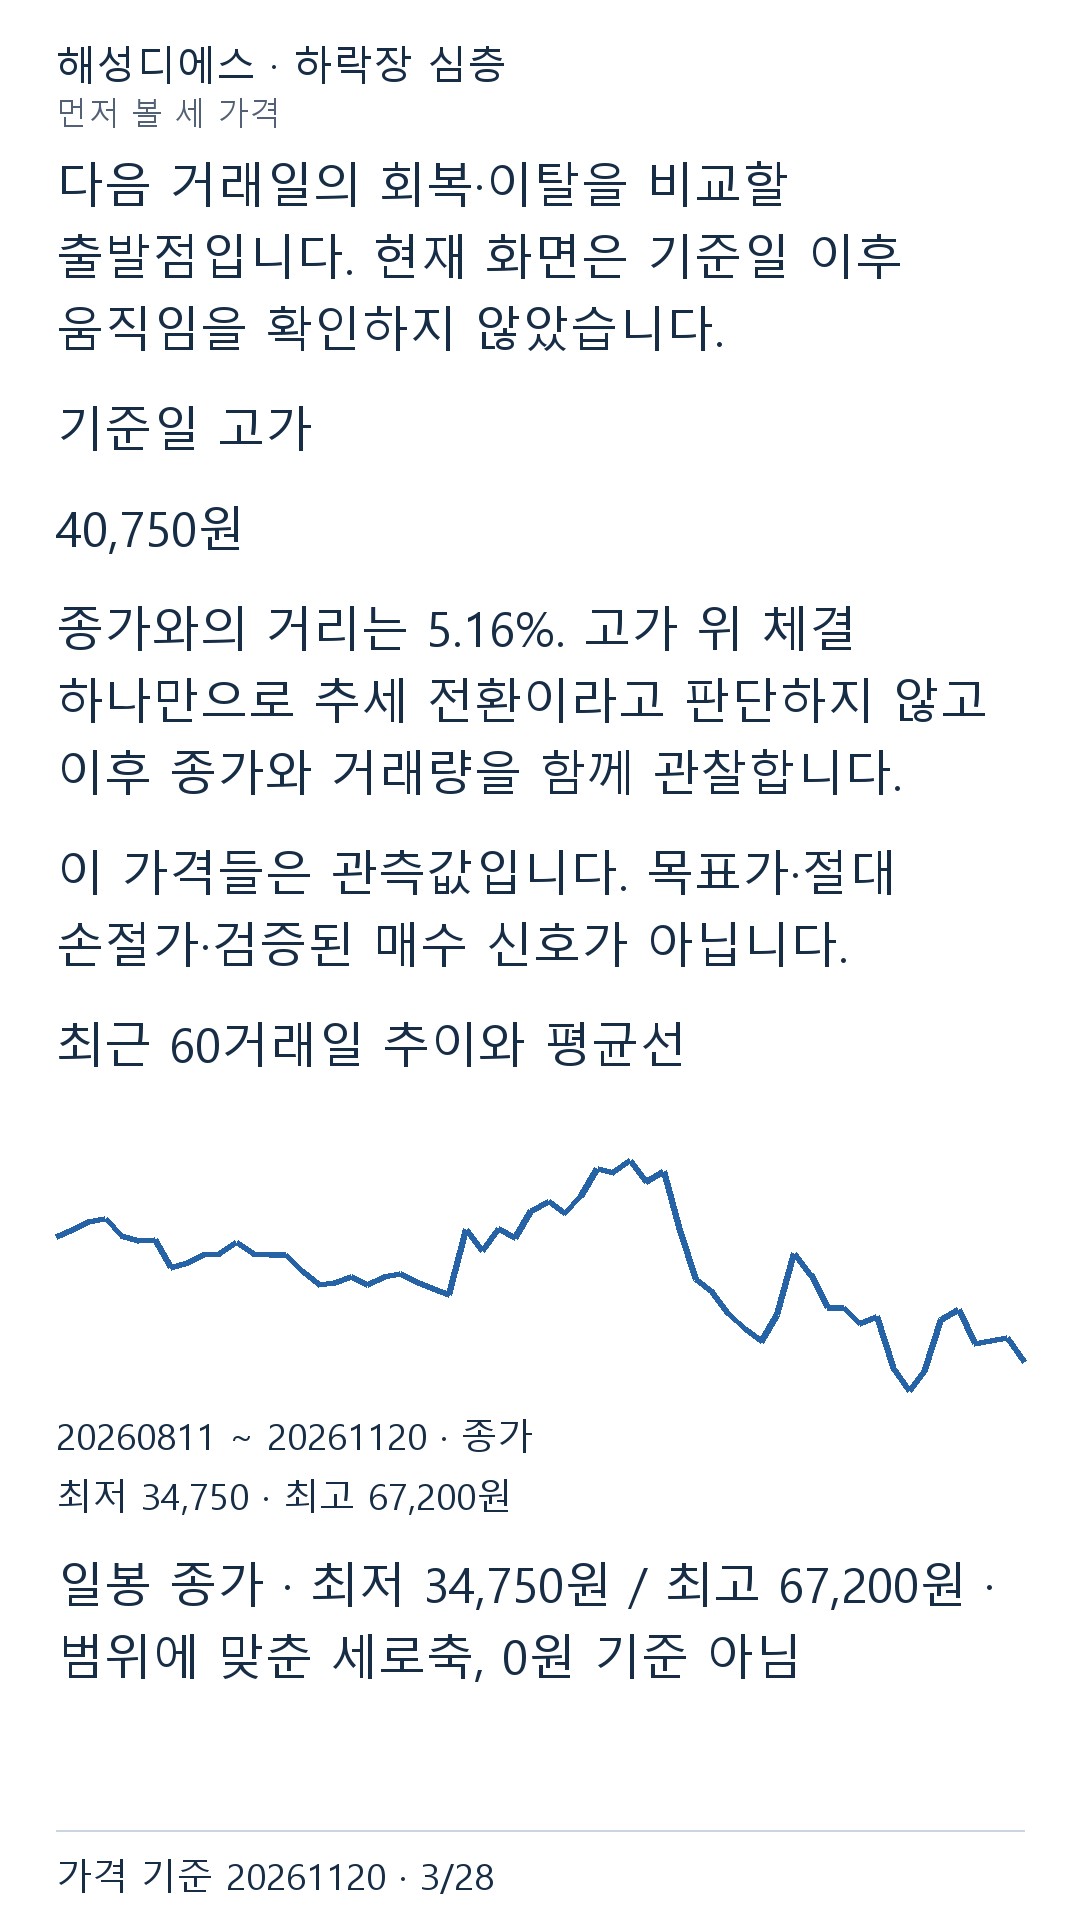 해성디에스 · 하락장 심층
먼저 볼 세 가격
다음 거래일의 회복·이탈을 비교할
출발점입니다. 현재 화면은 기준일 이후
움직임을 확인하지 않았습니다.
기준일 고가
40,750원
종가와의 거리는 5.16%. 고가 위 체결
하나만으로 추세 전환이라고 판단하지 않고
이후 종가와 거래량을 함께 관찰합니다.
이 가격들은 관측값입니다. 목표가·절대
손절가·검증된 매수 신호가 아닙니다.
최근 60거래일 추이와 평균선
20260811 ~ 20261120 · 종가
최저 34,750 · 최고 67,200원
일봉 종가 · 최저 34,750원 / 최고 67,200원 ·
범위에 맞춘 세로축, 0원 기준 아님
가격 기준 20261120 · 3/28